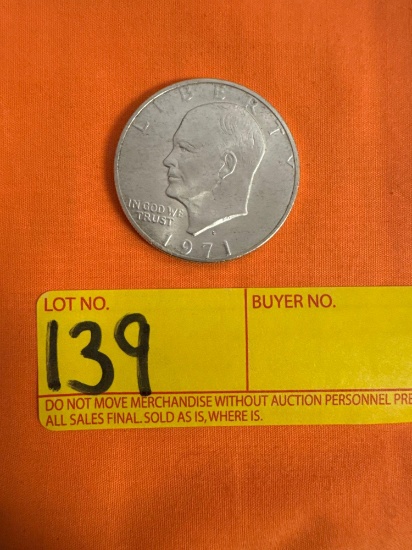 LIBERTY
IN GOD WE
TRUST
1971
LOT NO.
BUYER NO.
139
DO NOT MOVE MERCHANDISE WITHOUT AUCTION PERSONNEL PRE
ALL SALES FINAL. SOLD AS IS, WHERE IS.